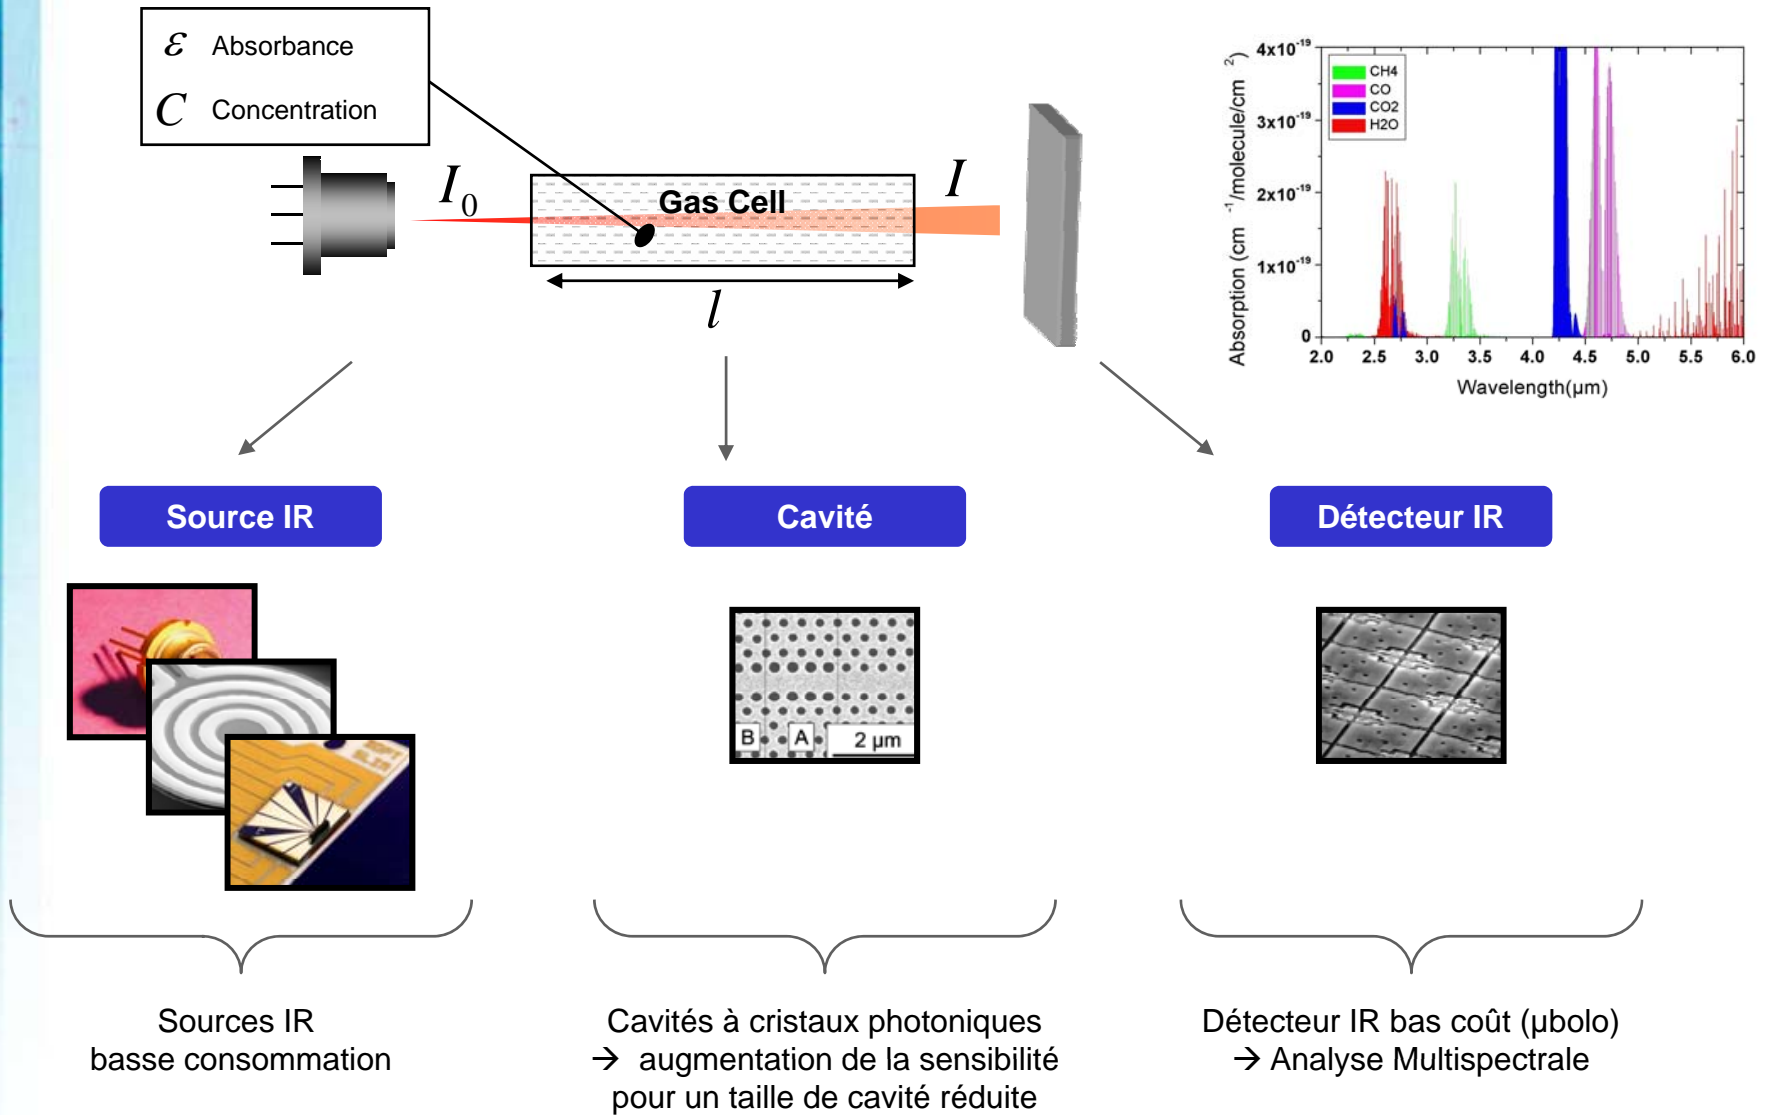 ε Absorbance
C Concentration
I₀
Gas Cell
I
l
Absorption (cm⁻¹/molecule/cm²)
4x10⁻¹⁹
3x10⁻¹⁹
2x10⁻¹⁹
1x10⁻¹⁹
0
CH4
CO
CO2
H2O
2.0 2.5 3.0 3.5 4.0 4.5 5.0 5.5 6.0
Wavelength(µm)
Source IR
Cavité
Détecteur IR
B A 2 µm
Sources IR
basse consommation
Cavités à cristaux photoniques
→ augmentation de la sensibilité
pour un taille de cavité réduite
Détecteur IR bas coût (µbolo)
→ Analyse Multispectrale